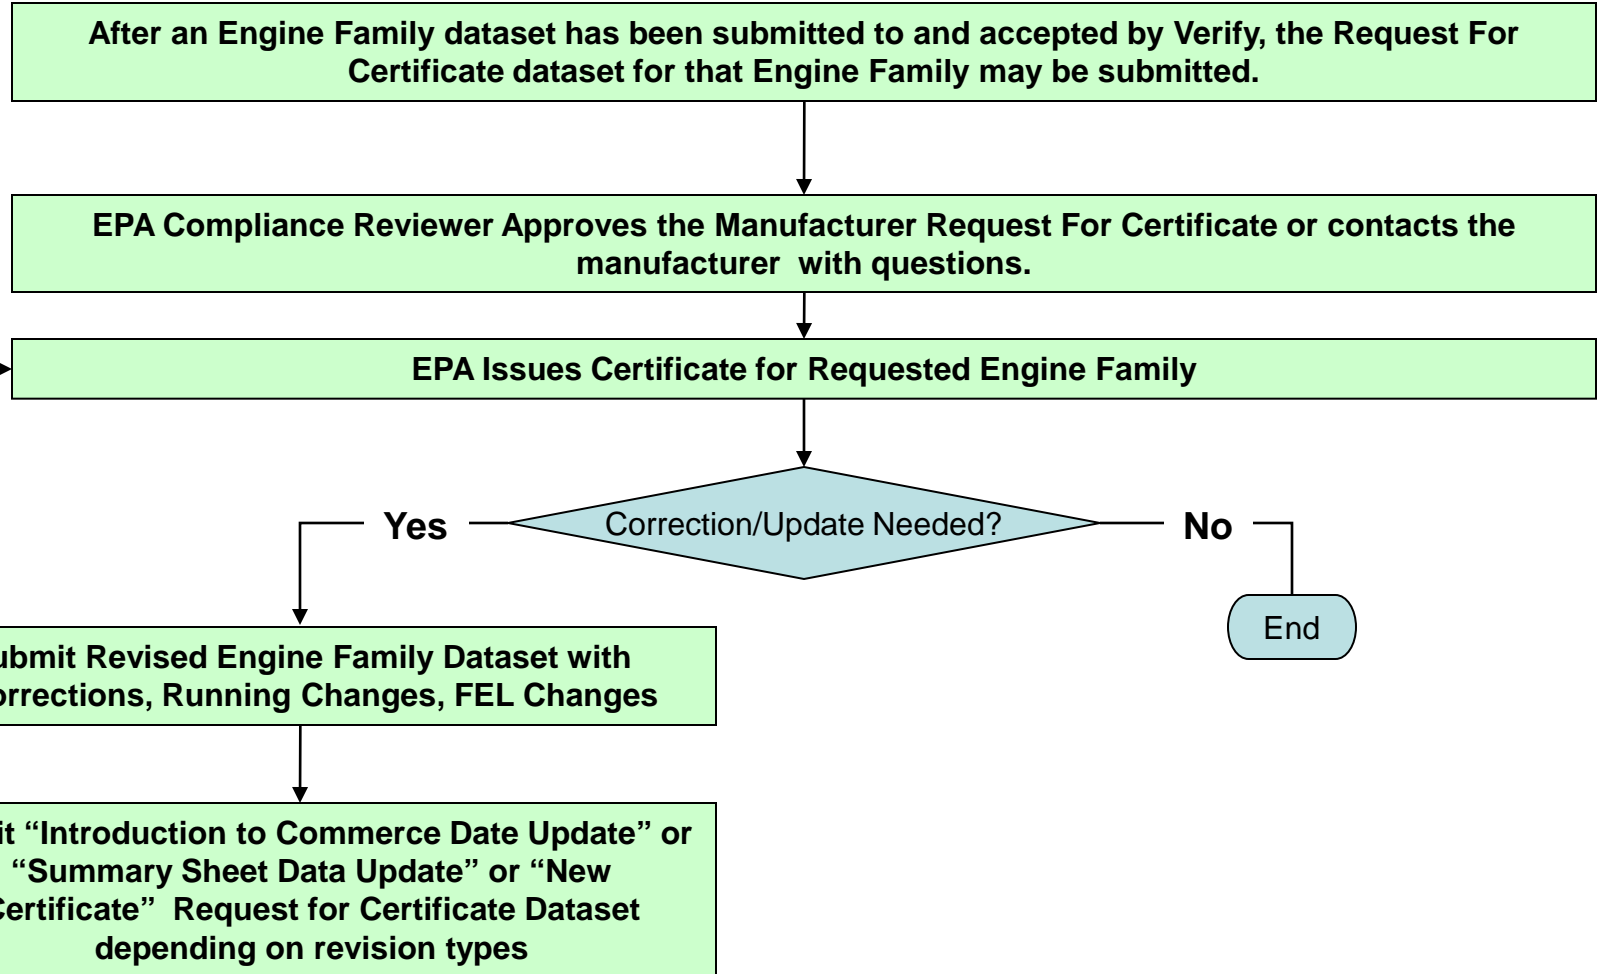 After an Engine Family dataset has been submitted to and accepted by Verify, the Request For
Certificate dataset for that Engine Family may be submitted.
EPA Compliance Reviewer Approves the Manufacturer Request For Certificate or contacts the
manufacturer with questions.
EPA Issues Certificate for Requested Engine Family
Correction/Update Needed?
Yes
No
End
ubmit Revised Engine Family Dataset with
orrections, Running Changes, FEL Changes
it “Introduction to Commerce Date Update” or
“Summary Sheet Data Update” or “New
Certificate” Request for Certificate Dataset
depending on revision types